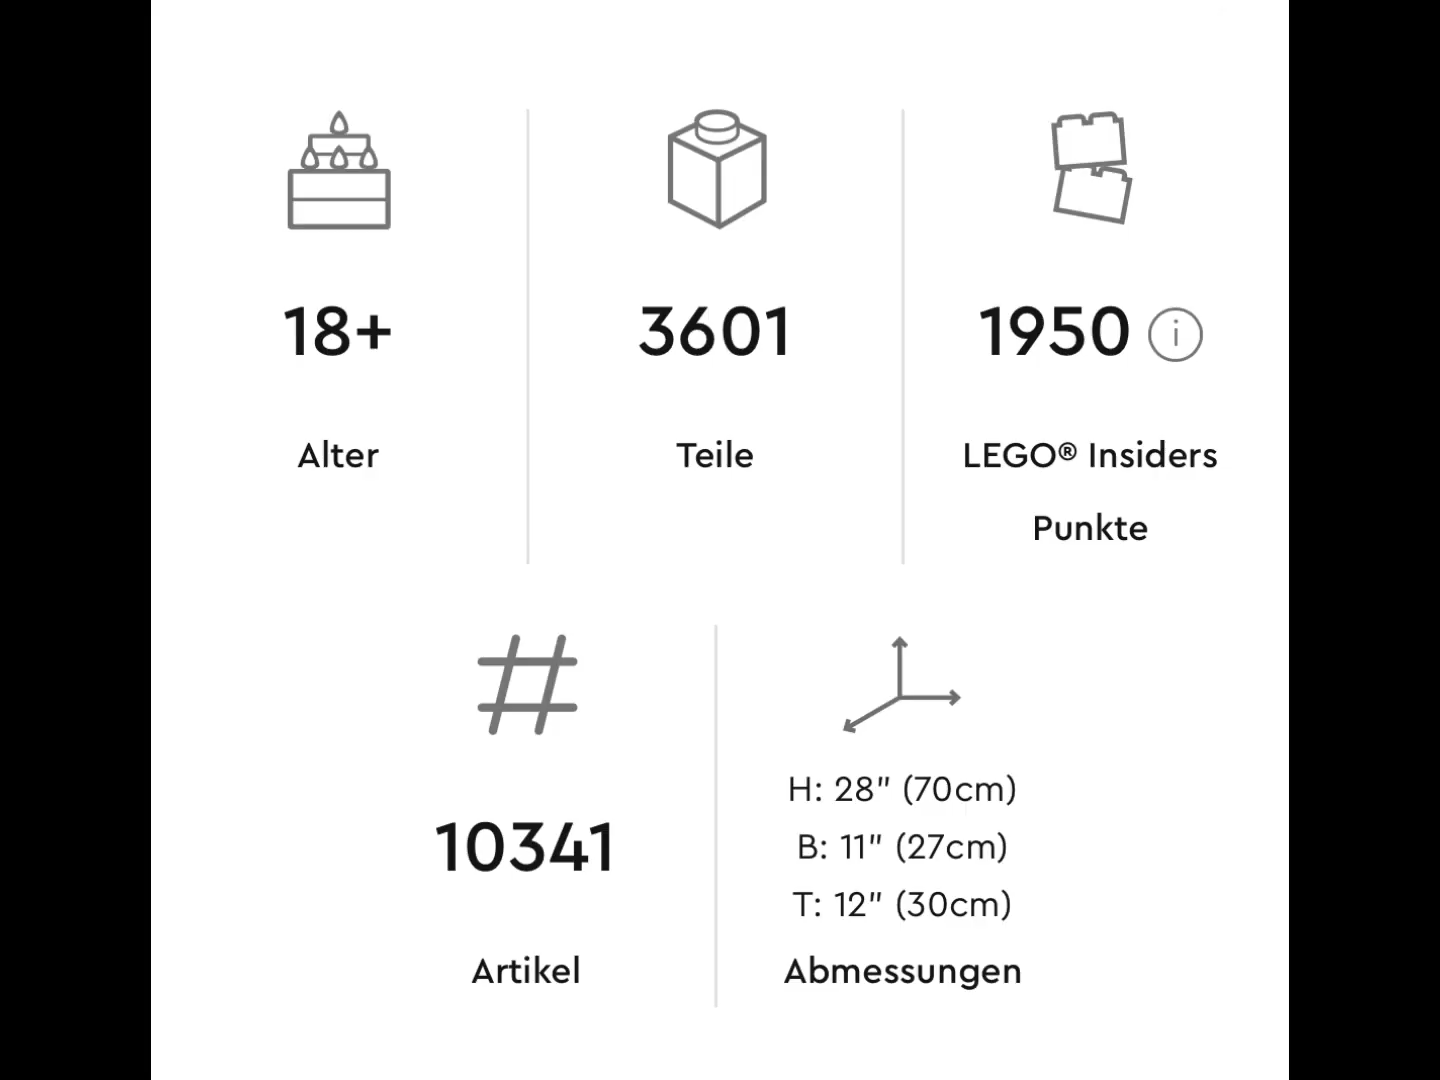 18+
Alter
3601
Teile
1950 i
LEGO® Insiders
Punkte
10341
Artikel
H: 28" (70cm)
B: 11" (27cm)
T: 12" (30cm)
Abmessungen